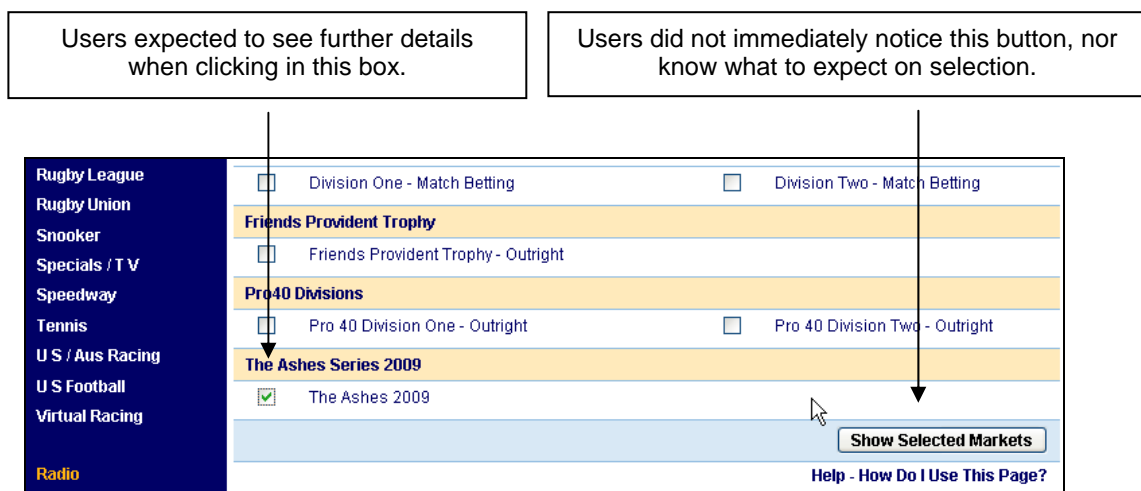 Users expected to see further details
when clicking in this box.
Users did not immediately notice this button, nor
know what to expect on selection.
Rugby League
Rugby Union
Snooker
Specials / T V
Speedway
Tennis
U S / Aus Racing
U S Football
Virtual Racing
Radio
Division One - Match Betting
Division Two - Match Betting
Friends Provident Trophy
Friends Provident Trophy - Outright
Pro40 Divisions
Pro 40 Division One - Outright
Pro 40 Division Two - Outright
The Ashes Series 2009
The Ashes 2009
Show Selected Markets
Help - How Do I Use This Page?